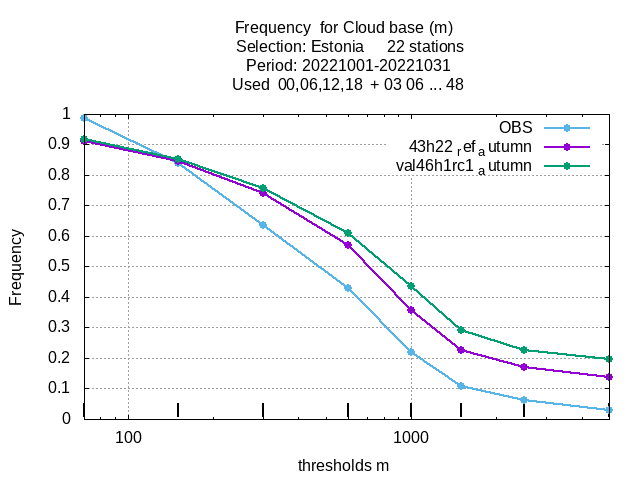 Frequency for Cloud base (m)
Selection: Estonia 22 stations
Period: 20221001-20221031
Used 00,06,12,18 + 03 06 ... 48
OBS
43h22 ref a utumn
val46h1rc1 a utumn
1
0.9
0.8
0.7
0.6
0.5
0.4
0.3
0.2
0.1
0
Frequency
100 1000
thresholds m